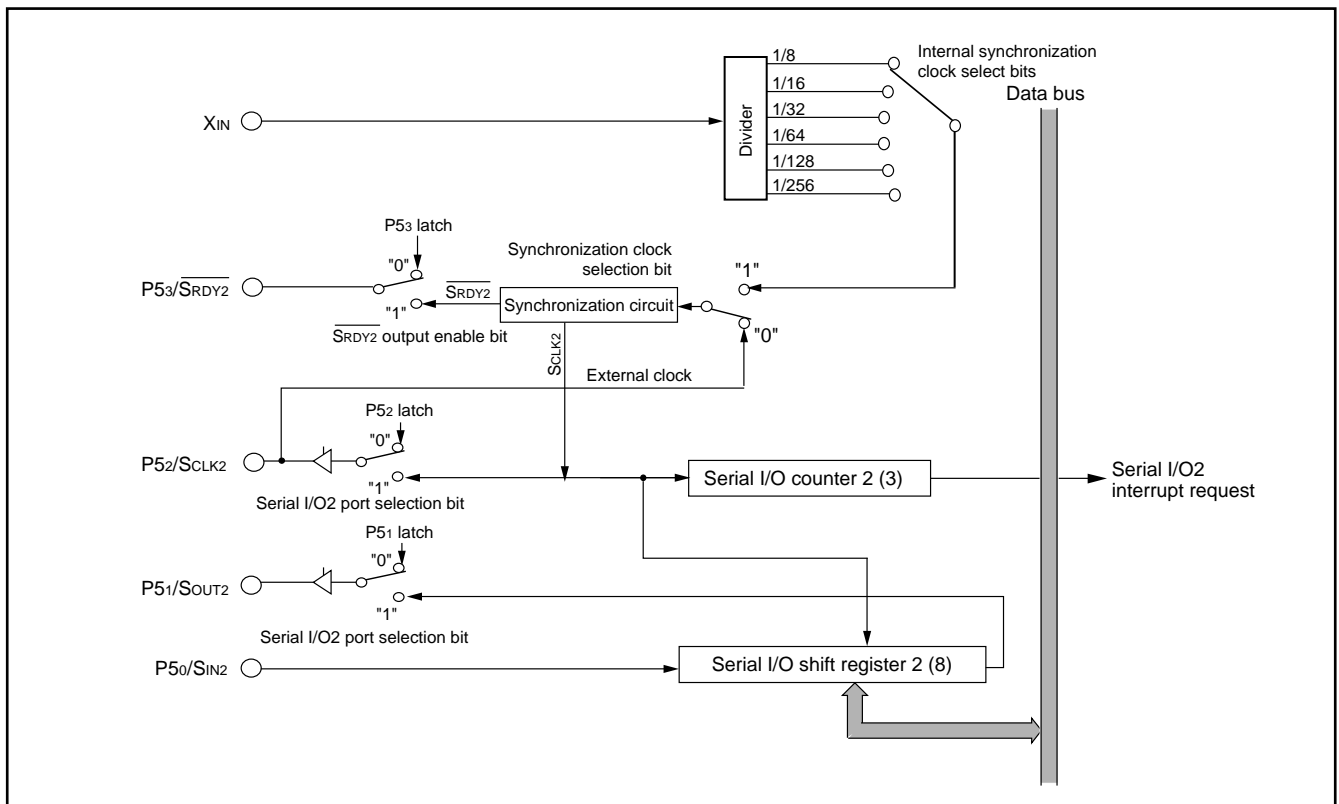 1/8
Internal synchronization
clock select bits
1/16
Data bus
1/32
XIN
Divider
1/64
1/128
1/256
P53 latch
Synchronization clock
selection bit
"0"
"1"
P53/SRDY2
SRDY2
Synchronization circuit
"1"
"0"
SRDY2 output enable bit
SCLK2
External clock
P52 latch
"0"
P52/SCLK2
Serial I/O counter 2 (3)
Serial I/O2
interrupt request
"1"
Serial I/O2 port selection bit
P51 latch
"0"
P51/SOUT2
"1"
Serial I/O2 port selection bit
P50/SIN2
Serial I/O shift register 2 (8)